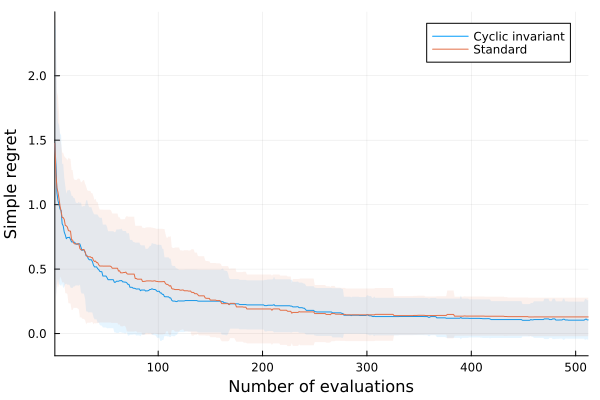 Cyclic invariant
Standard
Simple regret
2.0
1.5
1.0
0.5
0.0
100 200 300 400 500
Number of evaluations